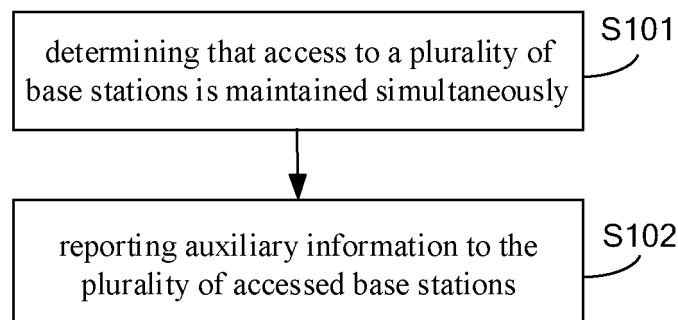 S101
determining that access to a plurality of
base stations is maintained simultaneously
S102
reporting auxiliary information to the
plurality of accessed base stations